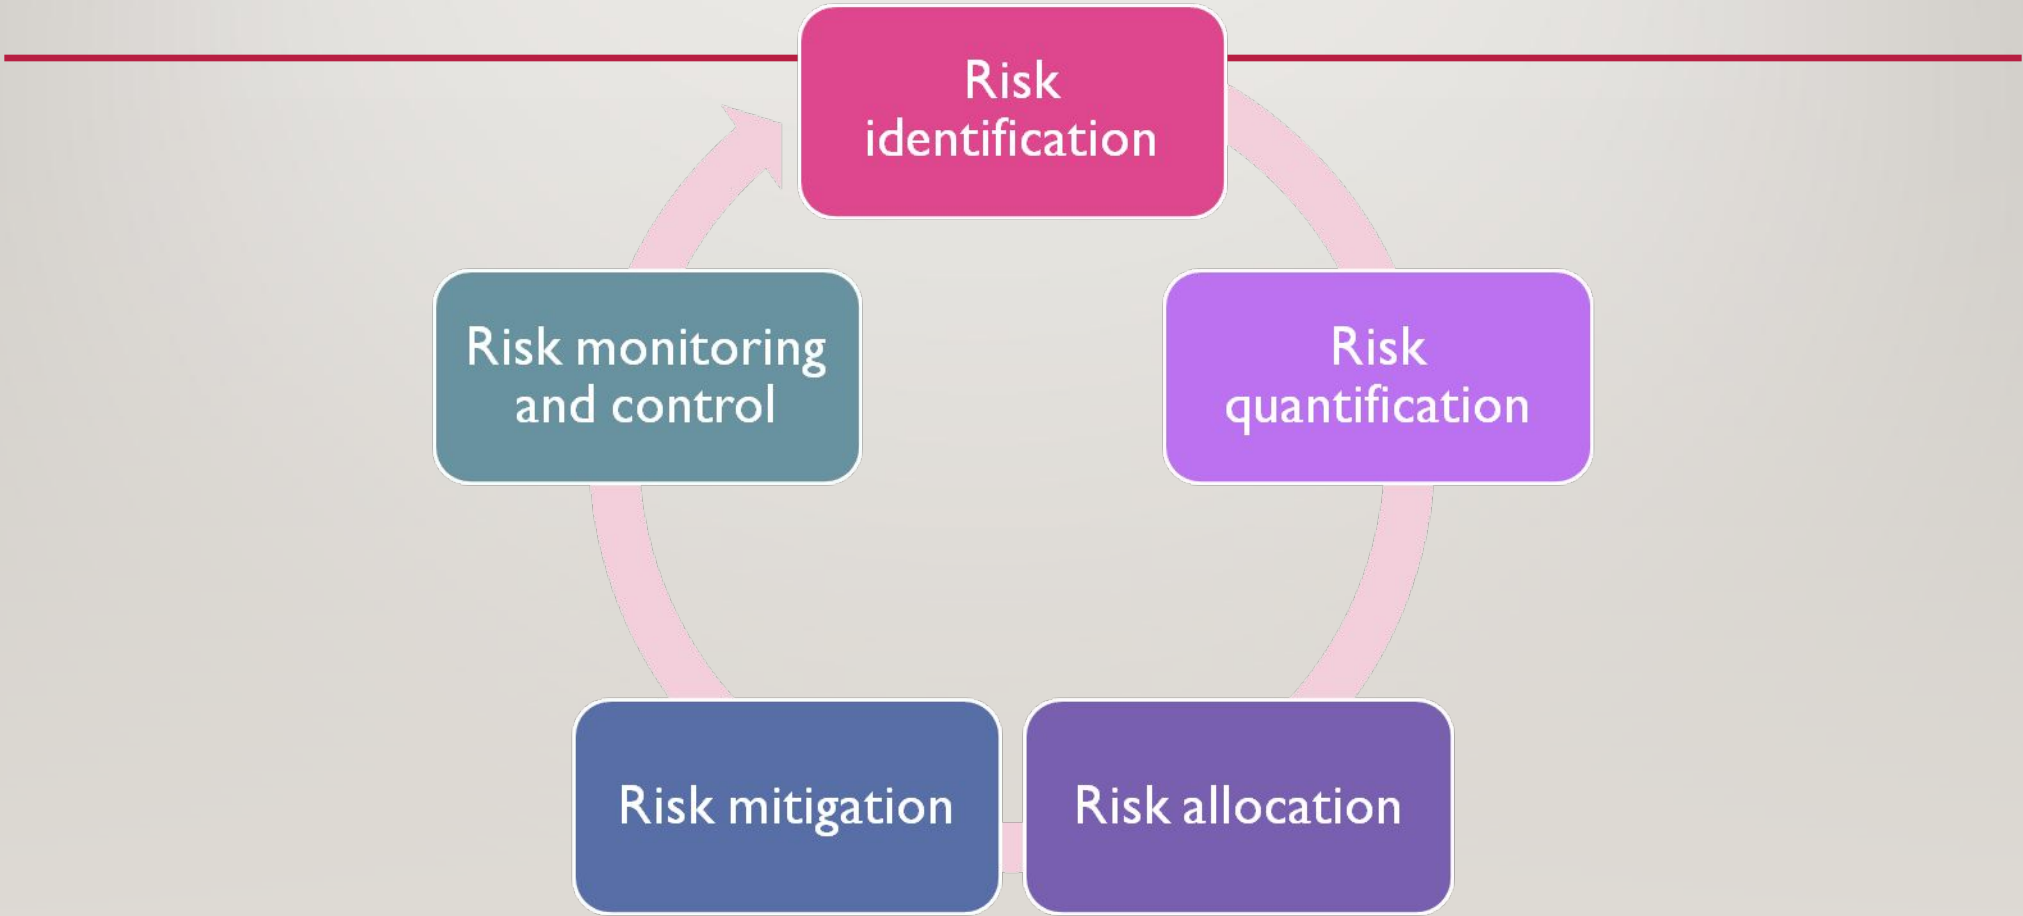 Risk
identification
Risk monitoring
and control
Risk
quantification
Risk mitigation
Risk allocation